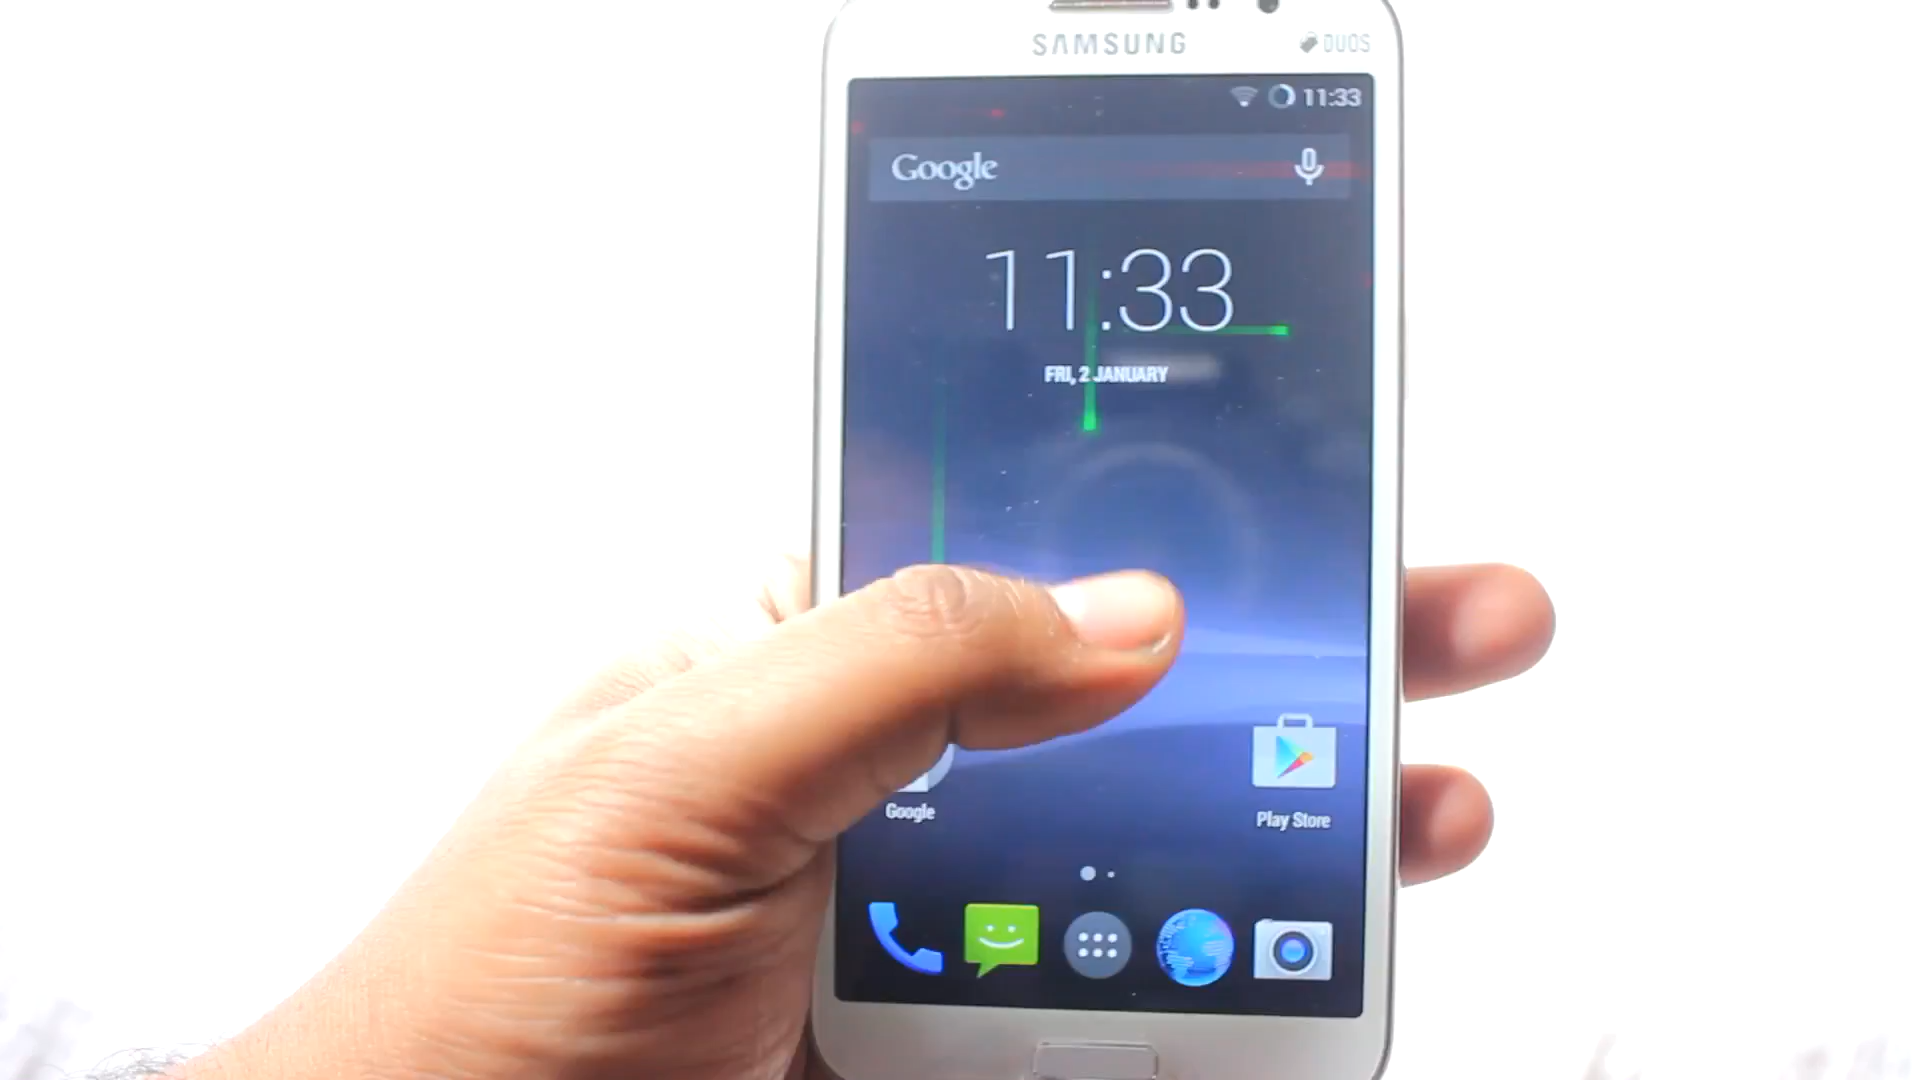 SAMSUNG
DUOS
11:33
Google
11:33
FRI, 2 JANUARY
Google
Play Store